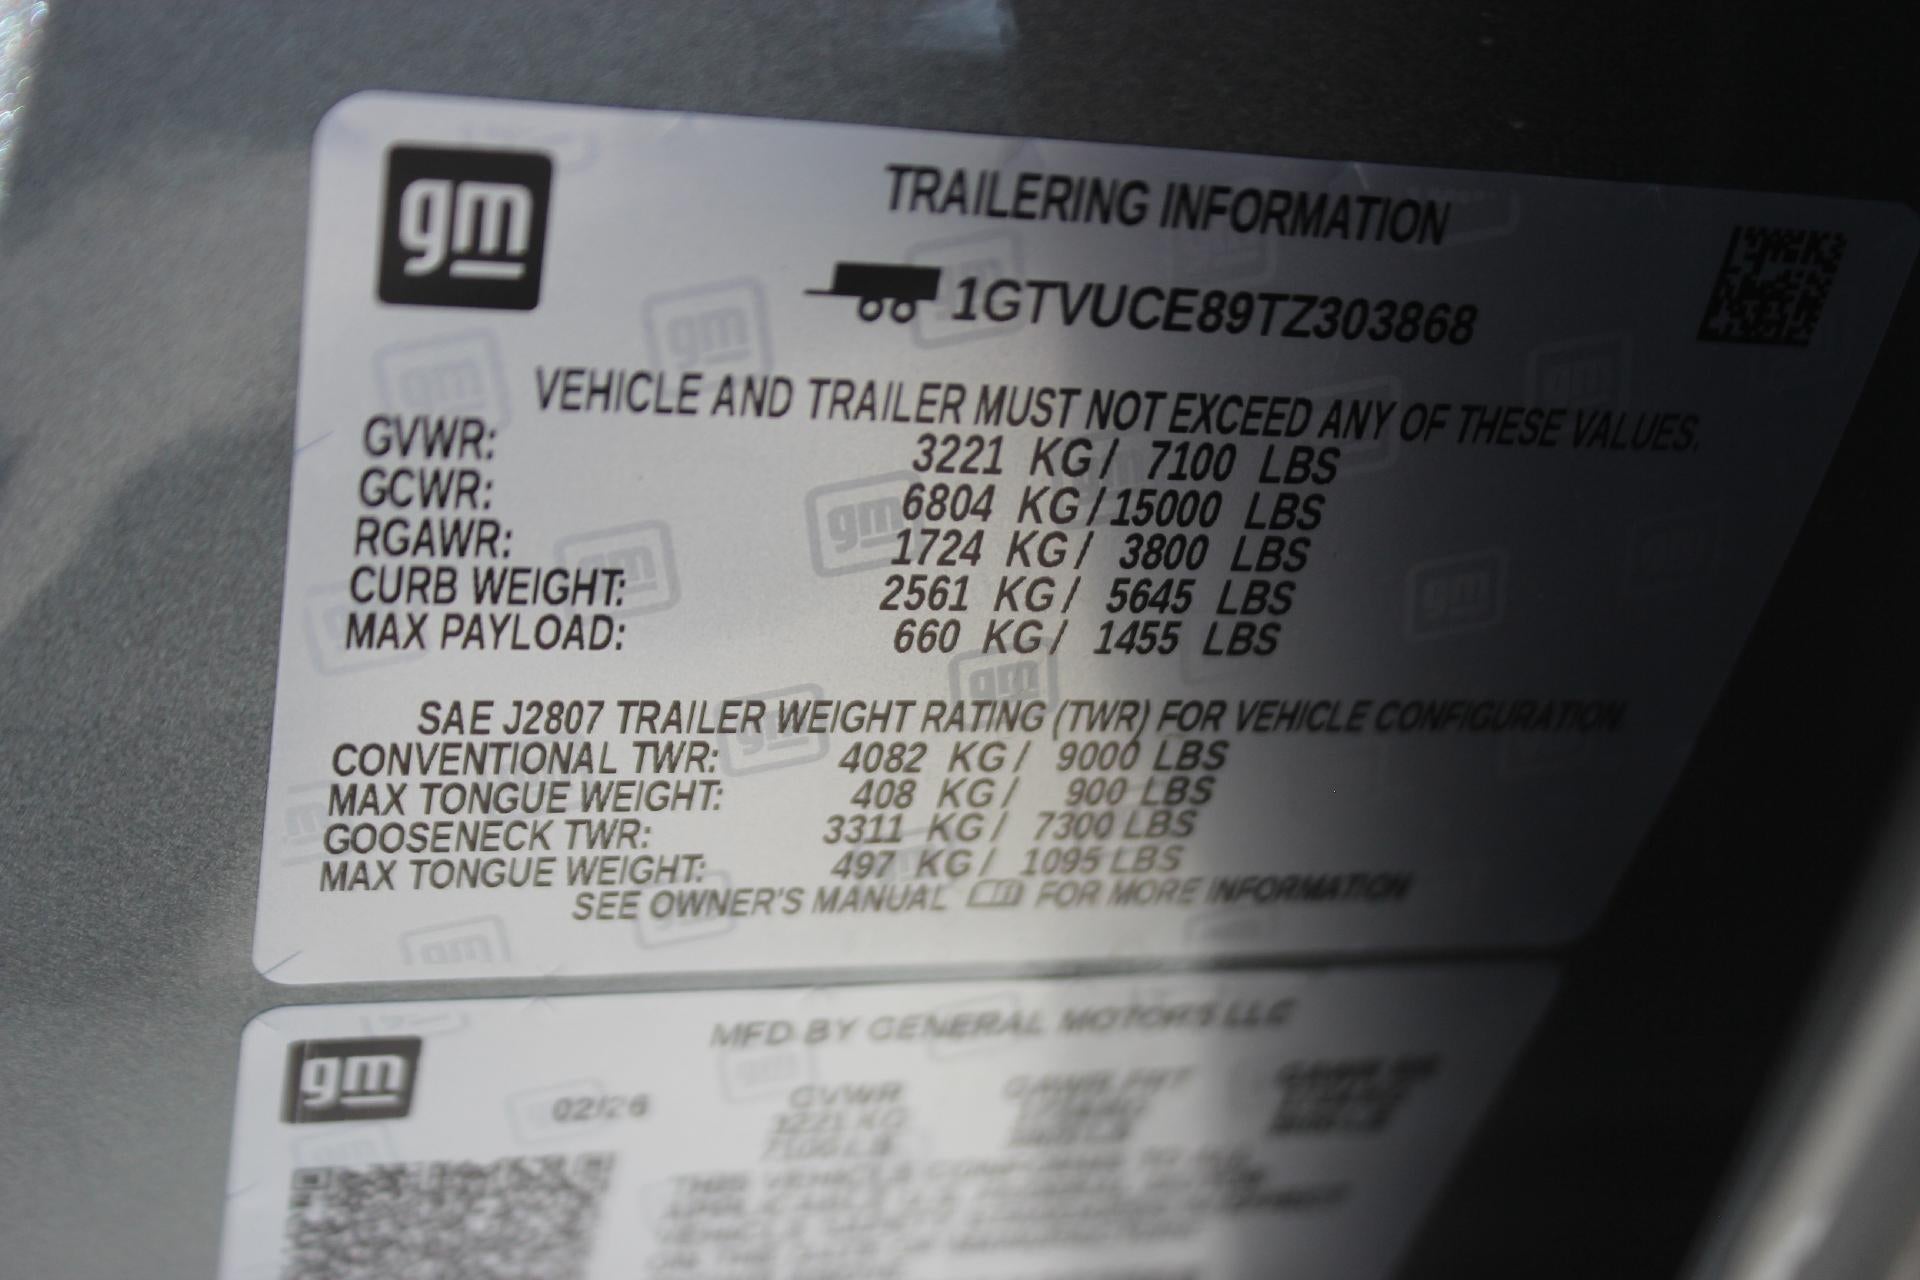 gm
TRAILERING INFORMATION
1GTVUCE89TZ303868
VEHICLE AND TRAILER MUST NOT EXCEED ANY OF THESE VALUES.
GVWR: 3221 KG / 7100 LBS
GCWR: 6804 KG / 15000 LBS
RGAWR: 1724 KG / 3800 LBS
CURB WEIGHT: 2561 KG / 5645 LBS
MAX PAYLOAD: 660 KG / 1455 LBS
SAE J2807 TRAILER WEIGHT RATING (TWR) FOR VEHICLE CONFIGURATION
CONVENTIONAL TWR: 4082 KG / 9000 LBS
MAX TONGUE WEIGHT: 408 KG / 900 LBS
GOOSENECK TWR: 3311 KG / 7300 LBS
MAX TONGUE WEIGHT: 497 KG / 1095 LBS
SEE OWNER'S MANUAL FOR MORE INFORMATION
gm
MFD BY GENERAL MOTORS LLC
02/26 GVWR GAWR FRT
3221 KG
7100 LB